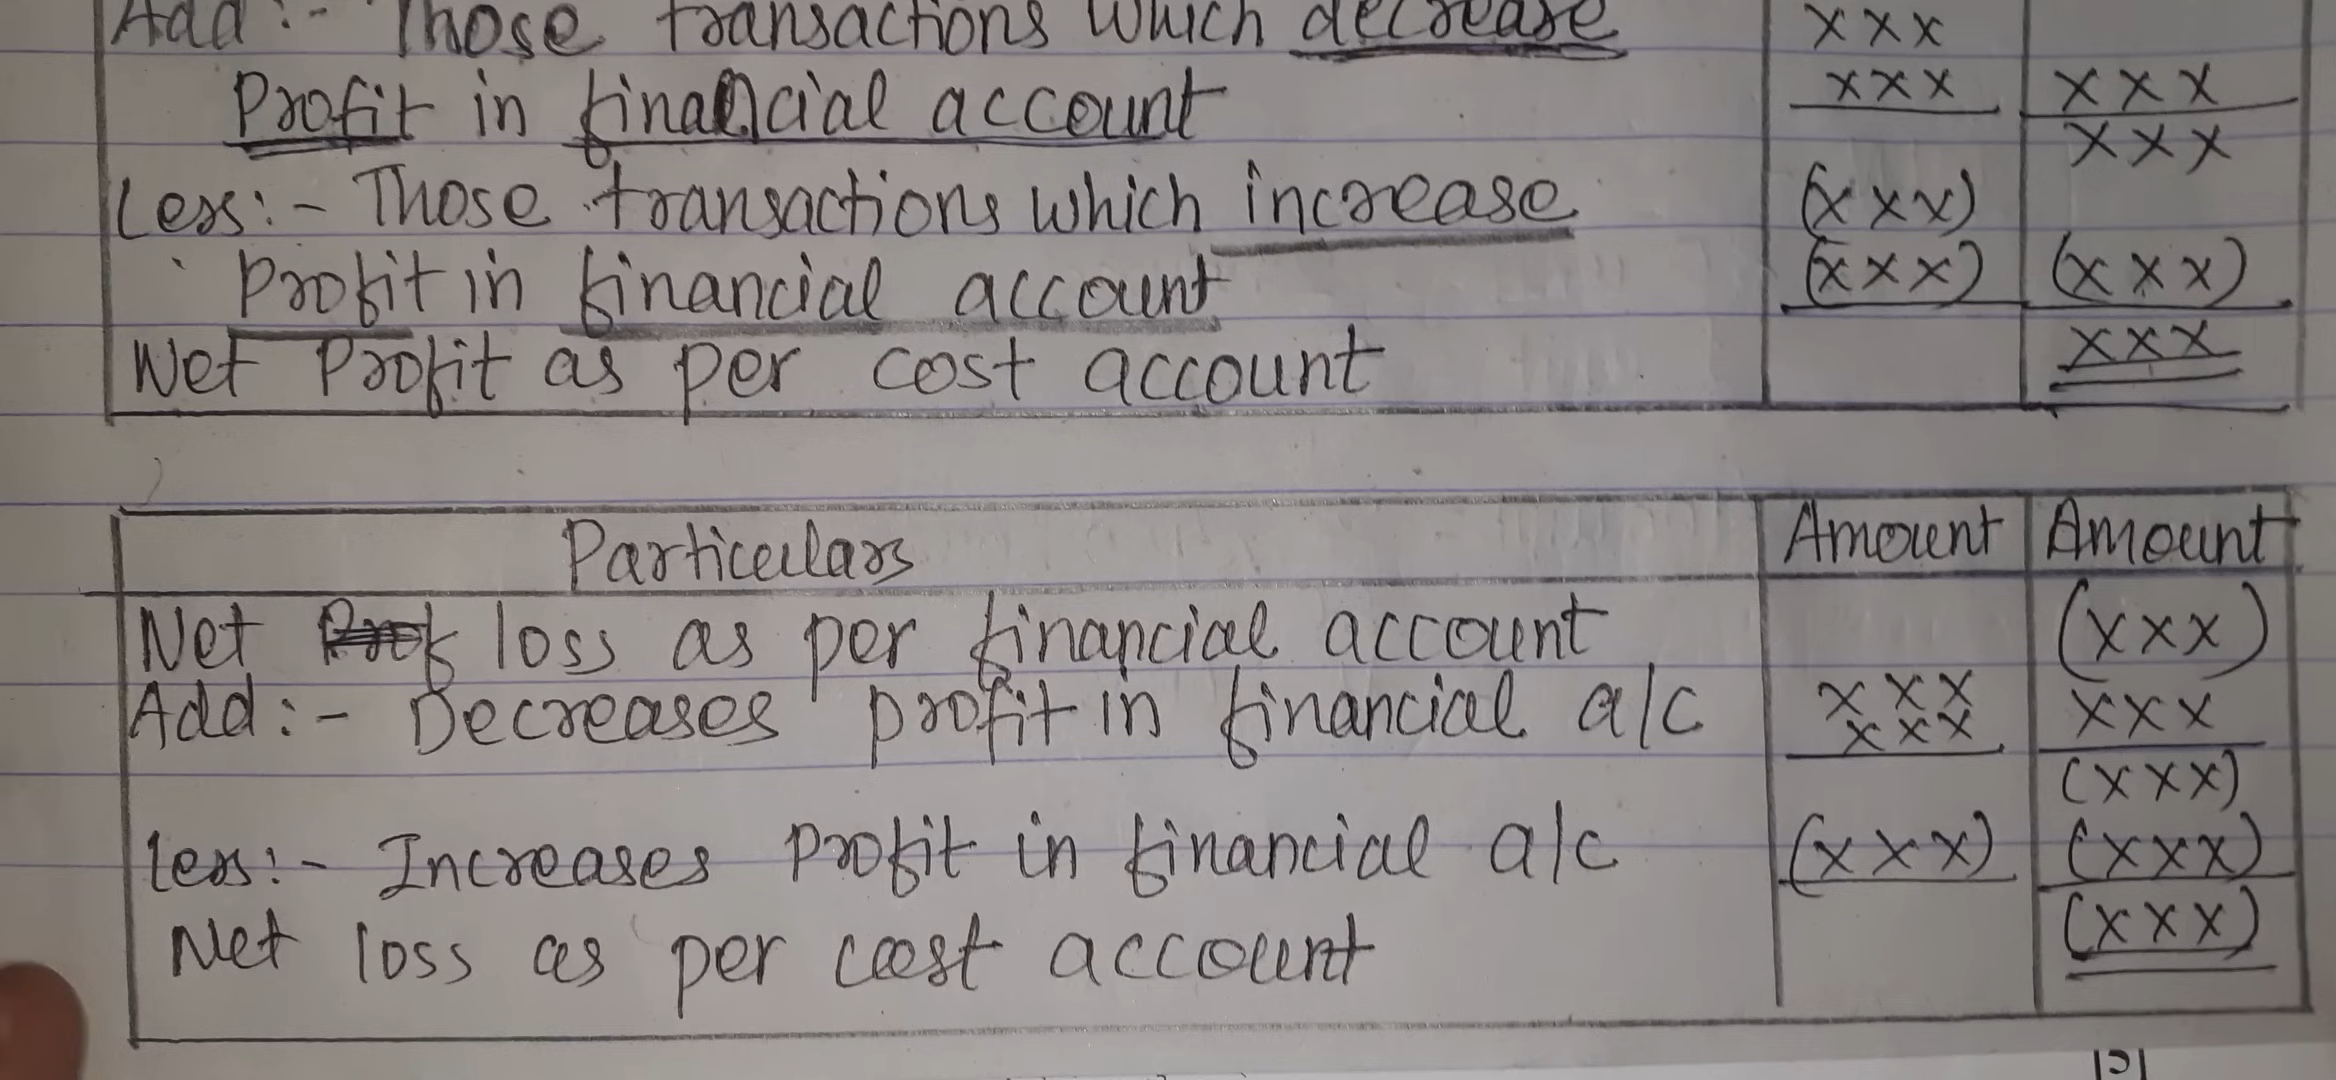 Add :- Those transactions which decrease xxx
Profit in financial account xxx xxx
xxx
Less:- Those transactions which increase (xxx)
Profit in financial account (xxx) (xxx)
Net Profit as per cost account xxx
Particulars Amount Amount
Net loss as per financial account (xxx)
Add:- Decreases profit in financial a/c xxx xxx
xxx
(xxx)
Less:- Increases Profit in financial a/c (xxx) (xxx)
Net loss as per cost account (xxx)